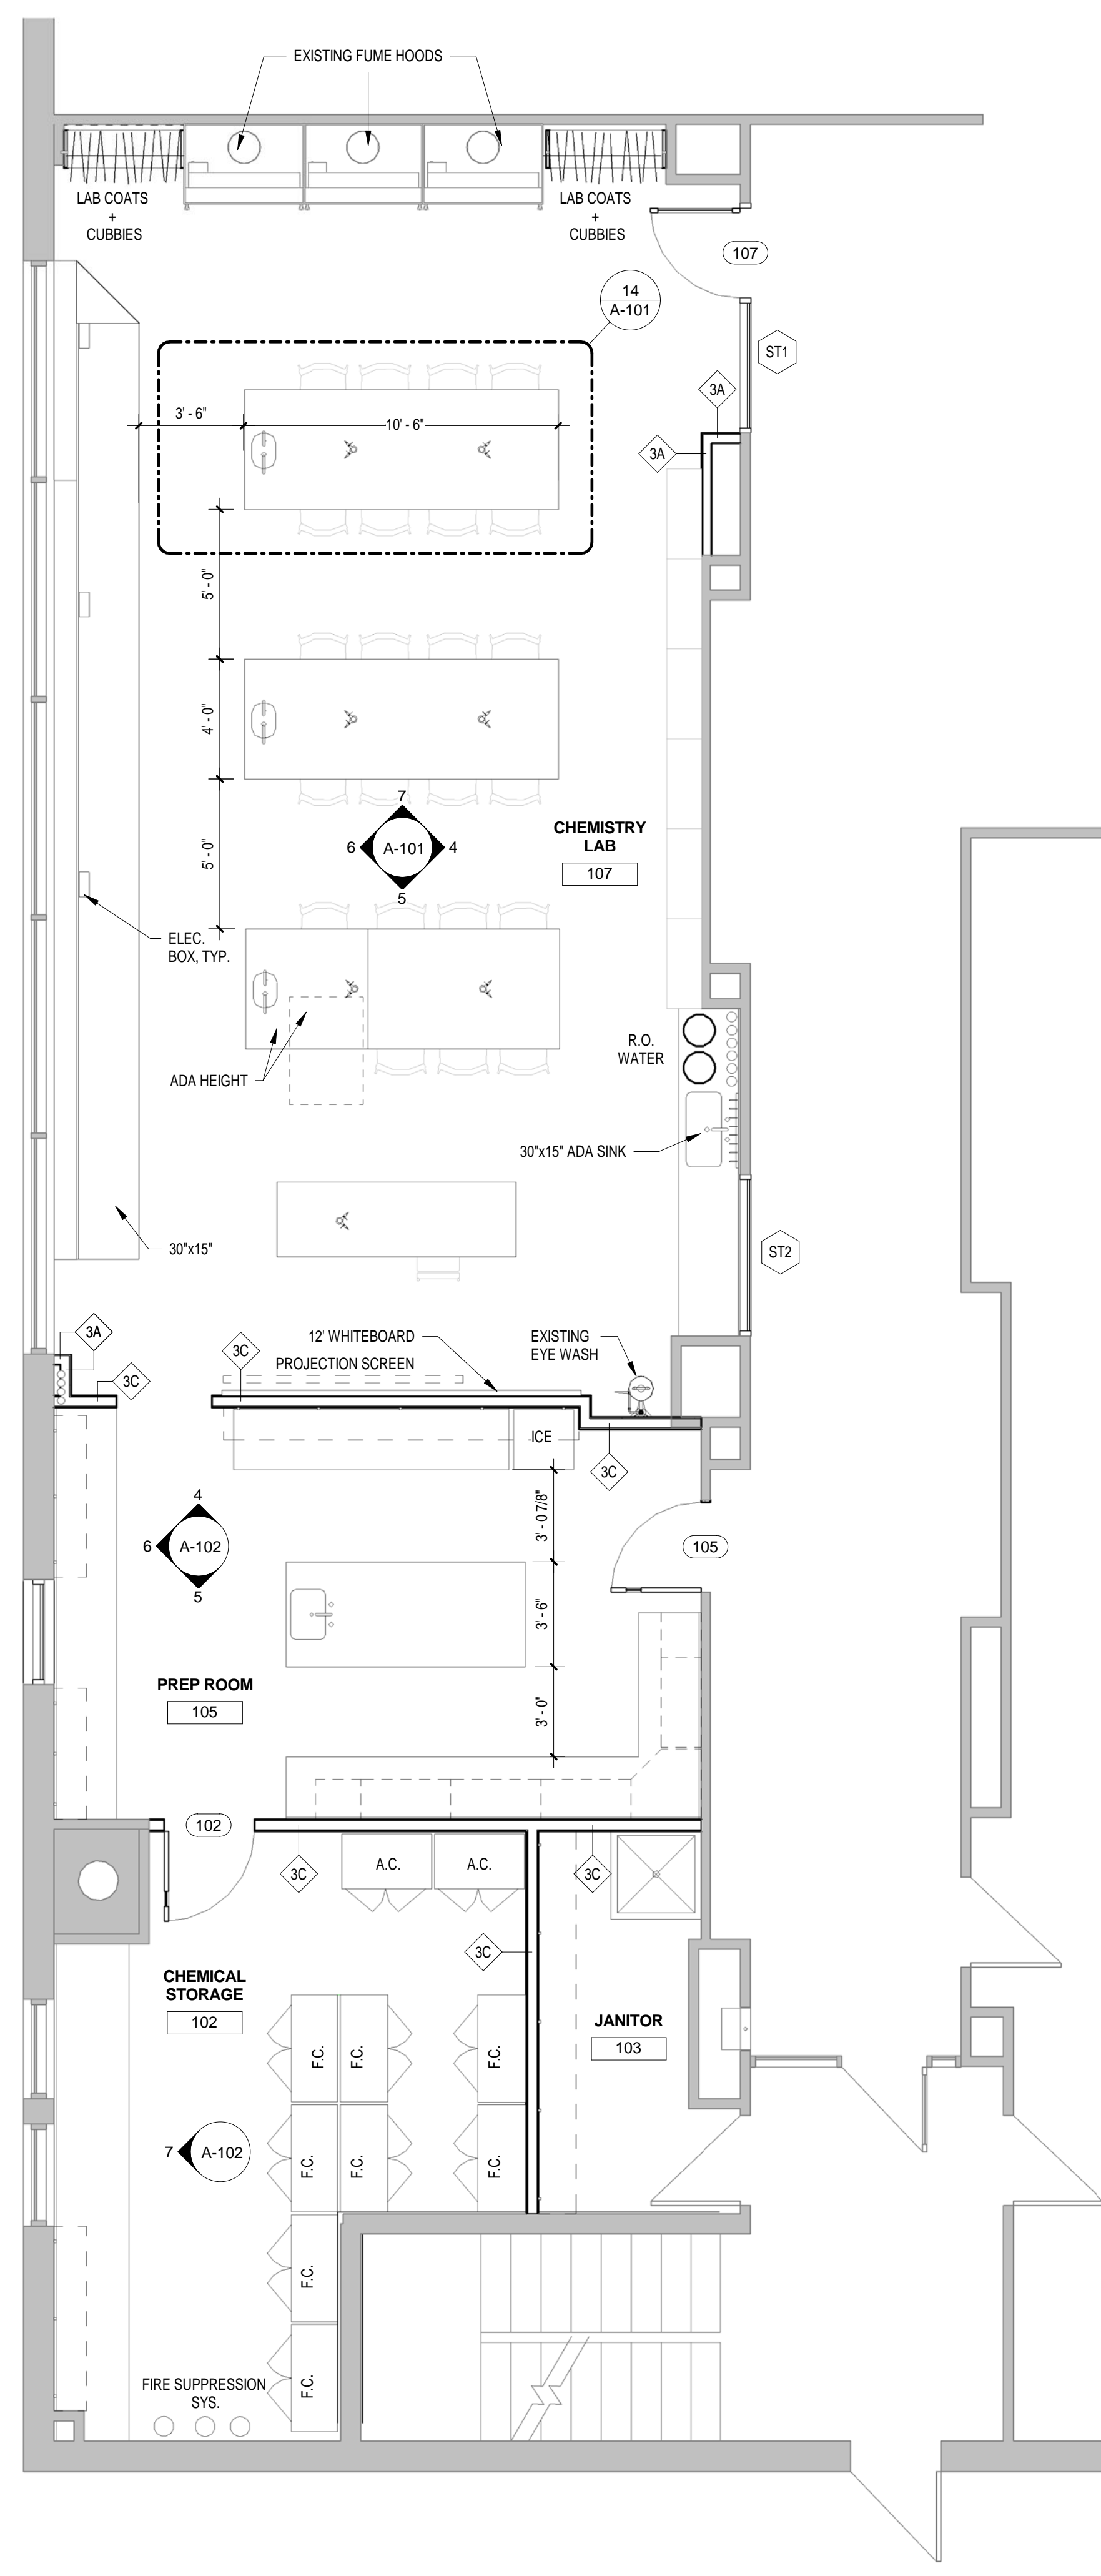 EXISTING FUME HOODS
LAB COATS
+
CUBBIES
LAB COATS
+
CUBBIES
107
14
A-101
ST1
3A
3A
3' - 6"
10' - 6"
5' - 0"
4' - 0"
5' - 0"
7
6
A-101
4
5
CHEMISTRY
LAB
107
ELEC.
BOX, TYP.
ADA HEIGHT
R.O.
WATER
30"x15" ADA SINK
30"x15"
ST2
3A
3C
3C
12' WHITEBOARD
PROJECTION SCREEN
EXISTING
EYE WASH
ICE
3C
3' - 0 7/8"
4
6
A-102
5
105
3' - 6"
PREP ROOM
105
3' - 0"
102
3C
A.C.
A.C.
3C
3C
CHEMICAL
STORAGE
102
JANITOR
103
F.C.
F.C.
F.C.
F.C.
F.C.
F.C.
7
A-102
F.C.
F.C.
FIRE SUPPRESSION
SYS.